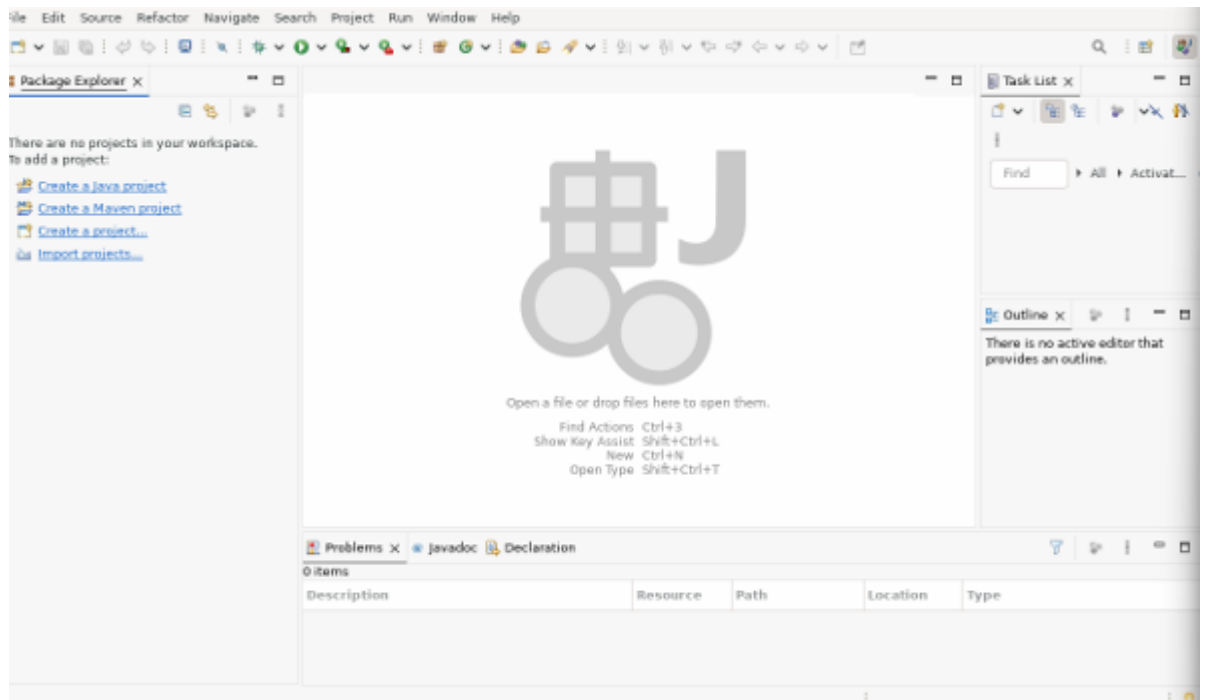 File Edit Source Refactor Navigate Search Project Run Window Help
Package Explorer
There are no projects in your workspace.
To add a project:
Create a Java project
Create a Maven project
Create a project...
Import projects...
Open a file or drop files here to open them.
Find Actions Ctrl+3
Show Key Assist Shift+Ctrl+L
New Ctrl+N
Open Type Shift+Ctrl+T
Task List
Find All Activat...
Outline
There is no active editor that
provides an outline.
Problems Javadoc Declaration
0 items
Description Resource Path Location Type